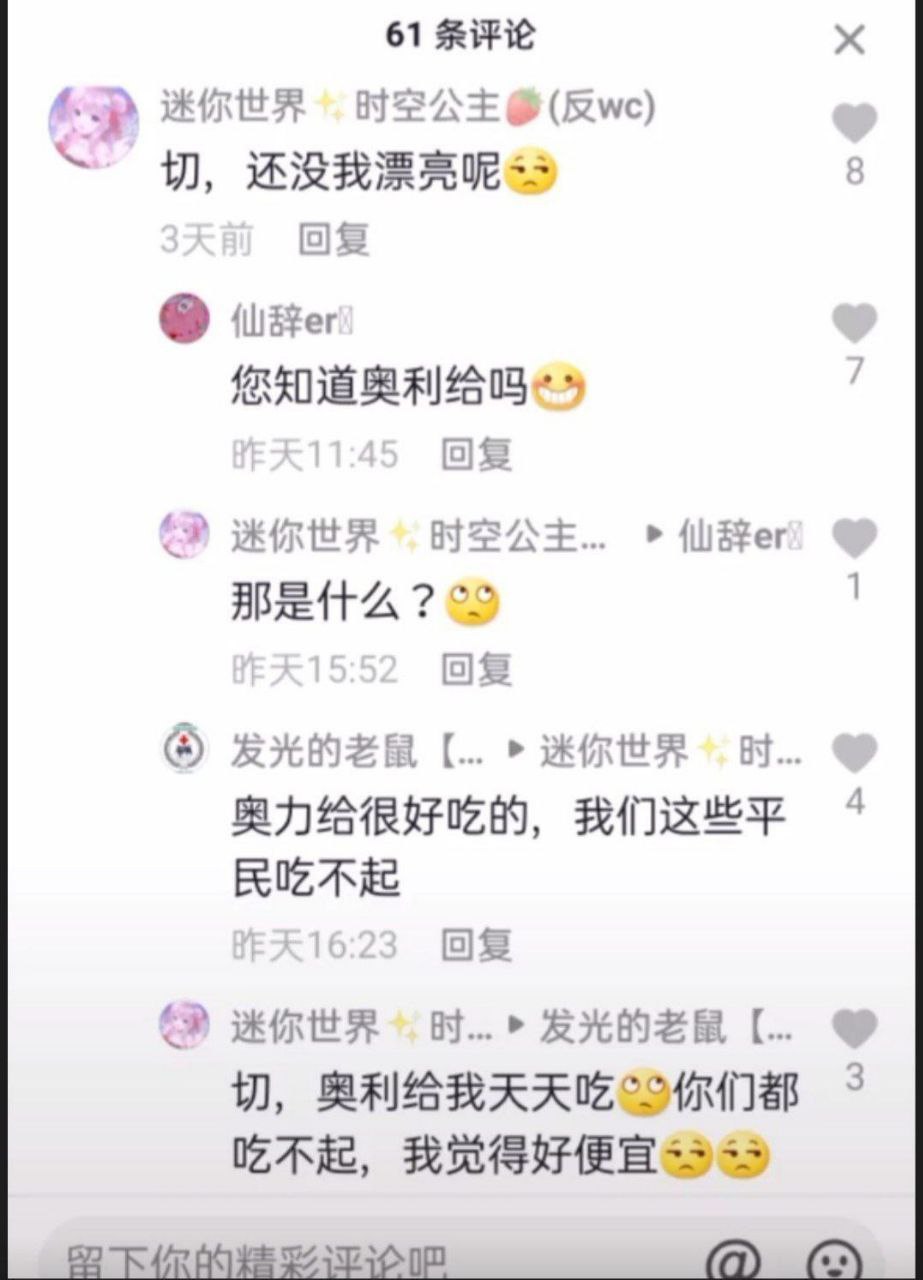 61 条评论
迷你世界✨时空公主🍓(反wc)
切，还没我漂亮呢😒
8
3天前 回复
仙辞er
7
您知道奥利给吗😀
昨天11:45 回复
迷你世界✨时空公主... ▶ 仙辞er
1
那是什么？🙄
昨天15:52 回复
发光的老鼠【... ▶ 迷你世界✨时...
4
奥力给很好吃的，我们这些平
民吃不起
昨天16:23 回复
迷你世界✨时... ▶ 发光的老鼠【...
3
切，奥利给我天天吃🙄你们都
吃不起，我觉得好便宜😒😒
留下你的精彩评论吧 @